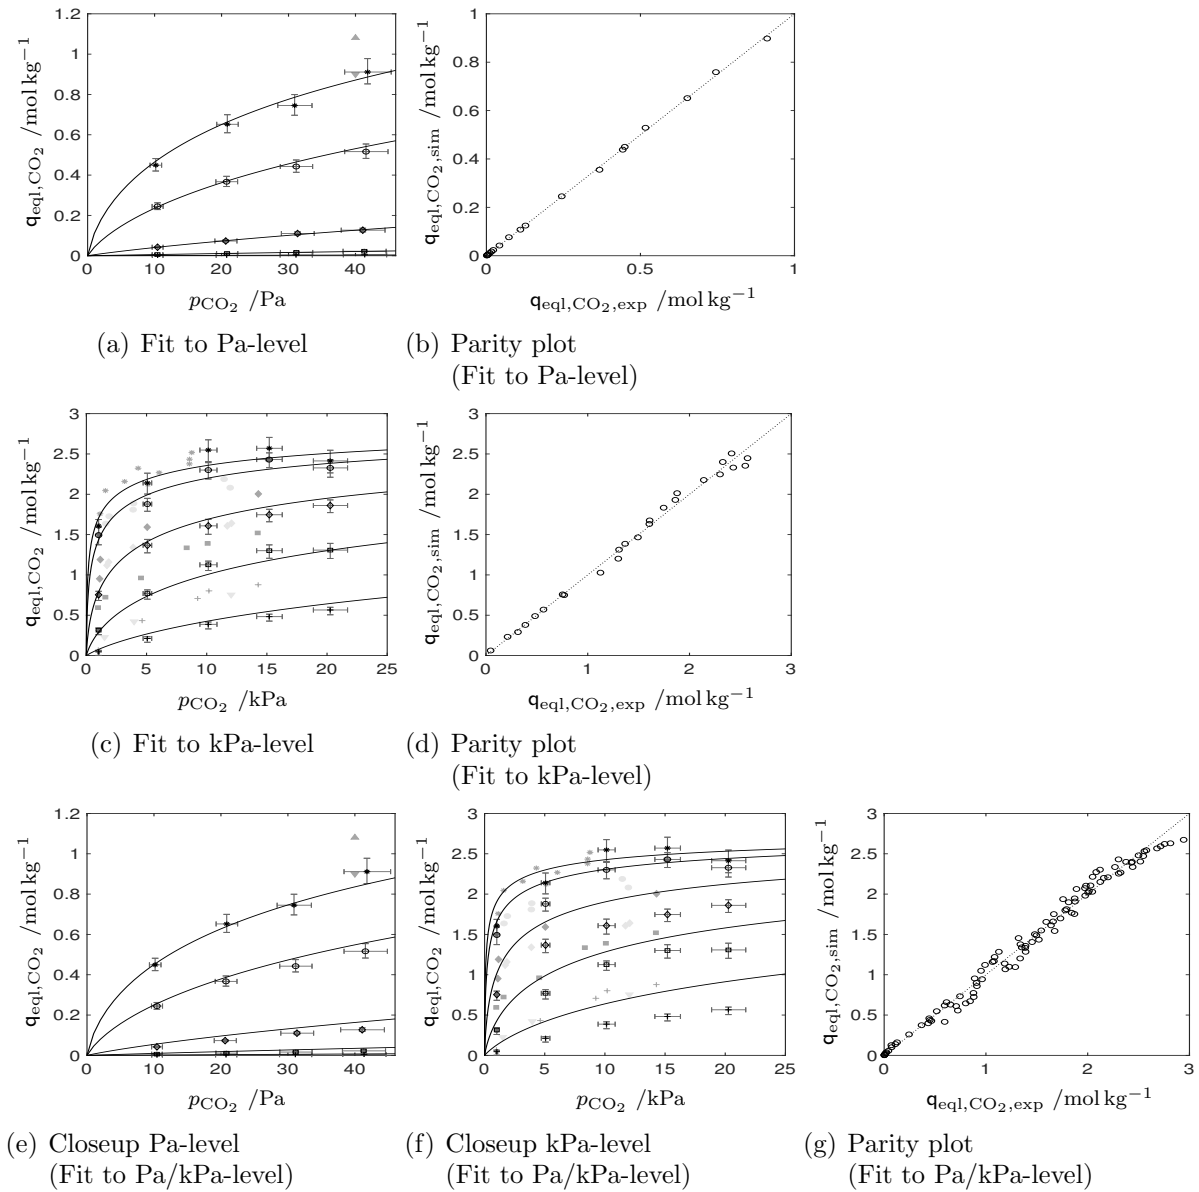 1.2
1
0.8
0.6
0.4
0.2
0
0 10 20 30 40
q_eql,CO₂ /mol kg⁻¹
p_CO₂ /Pa
(a) Fit to Pa-level
1
0.8
0.6
0.4
0.2
0
0 0.5 1
q_eql,CO₂,sim /mol kg⁻¹
q_eql,CO₂,exp /mol kg⁻¹
(b) Parity plot
(Fit to Pa-level)
3
2.5
2
1.5
1
0.5
0
0 5 10 15 20 25
q_eql,CO₂ /mol kg⁻¹
p_CO₂ /kPa
(c) Fit to kPa-level
3
2.5
2
1.5
1
0.5
0
0 1 2 3
q_eql,CO₂,sim /mol kg⁻¹
q_eql,CO₂,exp /mol kg⁻¹
(d) Parity plot
(Fit to kPa-level)
1.2
1
0.8
0.6
0.4
0.2
0
0 10 20 30 40
q_eql,CO₂ /mol kg⁻¹
p_CO₂ /Pa
(e) Closeup Pa-level
(Fit to Pa/kPa-level)
3
2.5
2
1.5
1
0.5
0
0 5 10 15 20 25
q_eql,CO₂ /mol kg⁻¹
p_CO₂ /kPa
(f) Closeup kPa-level
(Fit to Pa/kPa-level)
3
2.5
2
1.5
1
0.5
0
0 1 2 3
q_eql,CO₂,sim /mol kg⁻¹
q_eql,CO₂,exp /mol kg⁻¹
(g) Parity plot
(Fit to Pa/kPa-level)